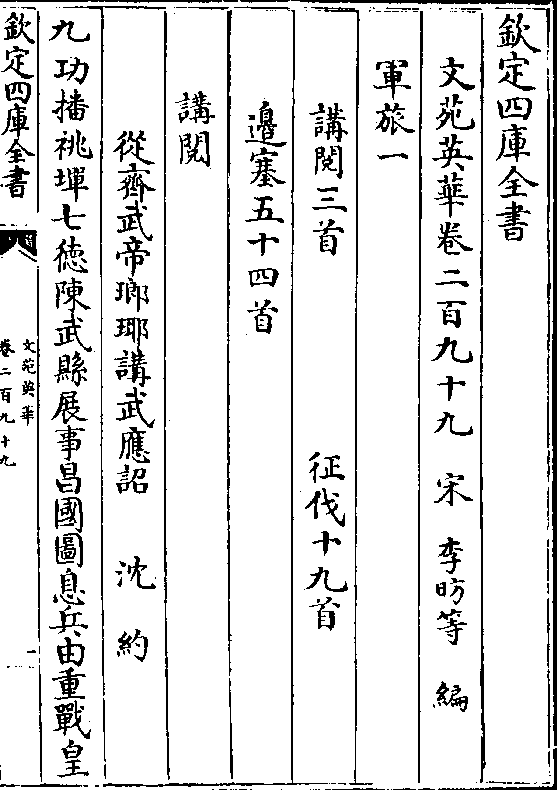 欽定四庫全書
文苑英華卷二百九十九 宋 李昉等 編
軍旅一
講閱三首 征伐十九首
邊塞五十四首
講閱
從齊武帝瑯琊講武應詔 沈約
九功播祧墠七德陳武縣展事昌國圖息兵由重戰皇
欽定四庫全書
文苑英華
卷二百九十九
一